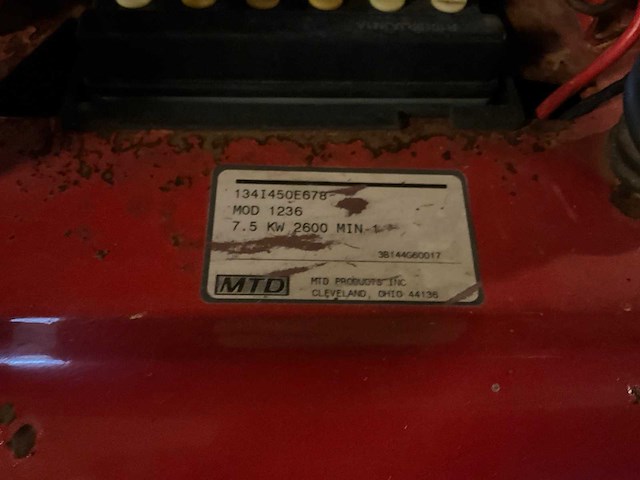 134I450E678
MOD 1236
7.5 KW 2600 MIN-1
3B144G60017
MTD
MTD PRODUCTS INC
CLEVELAND, OHIO 44136